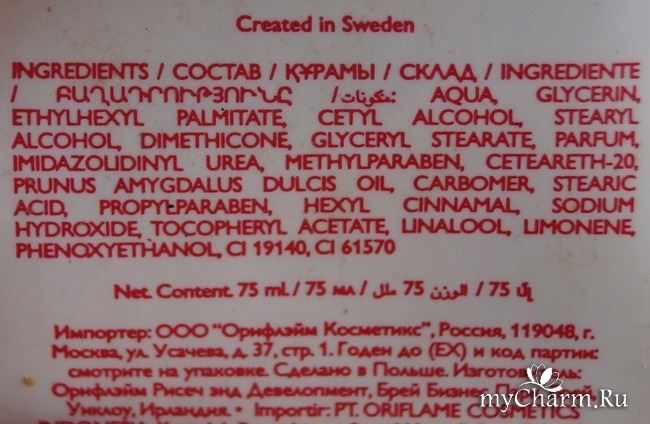 Created in Sweden
INGREDIENTS / СОСТАВ / ҚҰРАМЫ / СКЛАД / INGREDIENTE
/ ԲԱՂԱԴՐՈՒԹՅՈՒՆԸ / مكونات: AQUA, GLYCERIN,
ETHYLHEXYL PALMITATE, CETYL ALCOHOL, STEARYL
ALCOHOL, DIMETHICONE, GLYCERYL STEARATE, PARFUM,
IMIDAZOLIDINYL UREA, METHYLPARABEN, CETEARETH-20,
PRUNUS AMYGDALUS DULCIS OIL, CARBOMER, STEARIC
ACID, PROPYLPARABEN, HEXYL CINNAMAL, SODIUM
HYDROXIDE, TOCOPHERYL ACETATE, LINALOOL, LIMONENE,
PHENOXYETHANOL, CI 19140, CI 61570
Net. Content. 75 ml. / 75 мл / الوزن 75 ملل / 75 մլ
Импортер: ООО "Орифлэйм Косметикс", Россия, 119048, г.
Москва, ул. Усачева, д. 37, стр. 1. Годен до (EX) и код партии:
смотрите на упаковке. Сделано в Польше. Изготовитель:
Орифлэйм Рисеч энд Девелопмент, Брей Бизнес
Уиклоу, Ирландия. • Importir: PT. ORIFLAME COSMETICS
myCharm.Ru